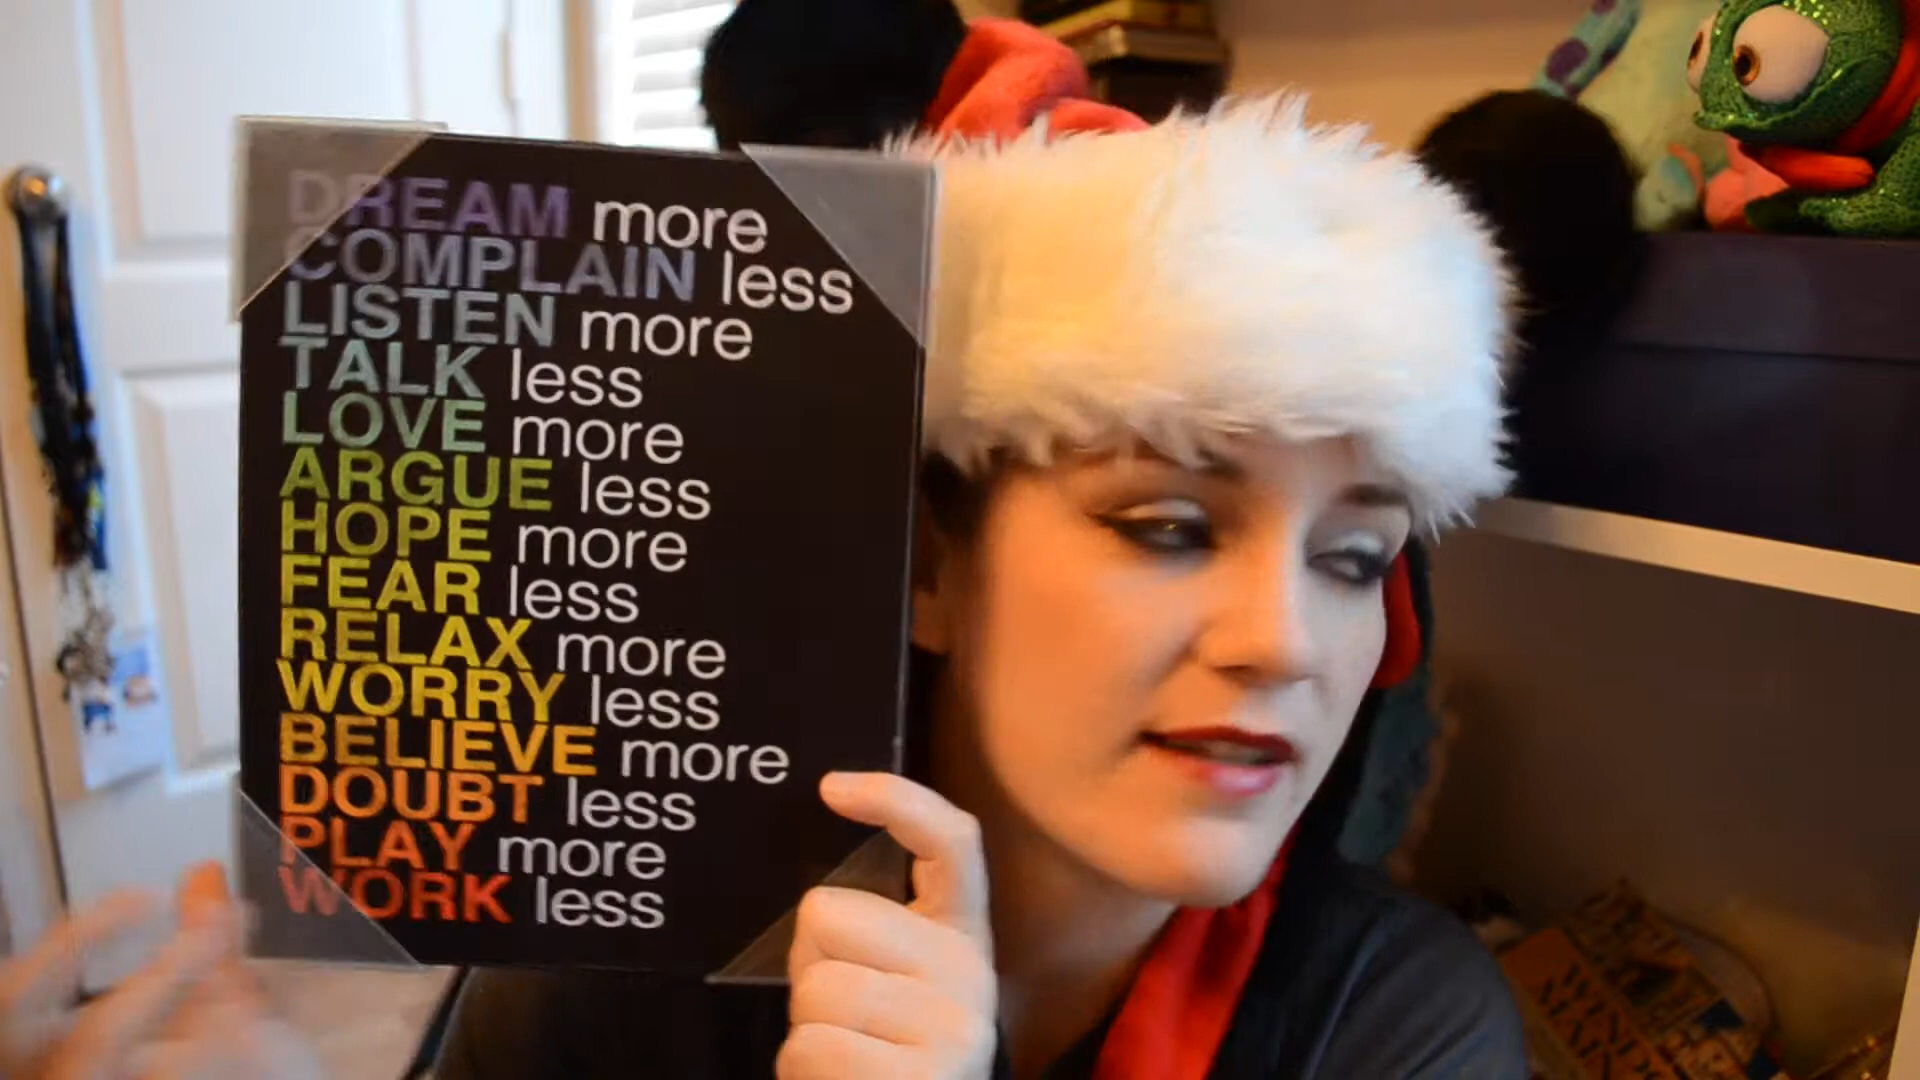 DREAM more
COMPLAIN less
LISTEN more
TALK less
LOVE more
ARGUE less
HOPE more
FEAR less
RELAX more
WORRY less
BELIEVE more
DOUBT less
PLAY more
WORK less